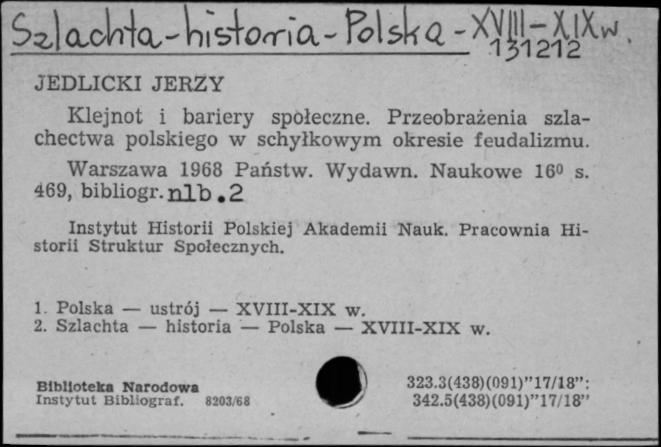 Szlachta-historia-Polska-XVIII-XIXw.
131212
JEDLICKI JERZY
Klejnot i bariery społeczne. Przeobrażenia szla-
chectwa polskiego w schyłkowym okresie feudalizmu.
Warszawa 1968 Państw. Wydawn. Naukowe 16⁰ s.
469, bibliogr. nlb.2
Instytut Historii Polskiej Akademii Nauk. Pracownia Hi-
storii Struktur Społecznych.
1. Polska — ustrój — XVIII-XIX w.
2. Szlachta — historia — Polska — XVIII-XIX w.
Biblioteka Narodowa
Instytut Bibliograf. 8203/68
323.3(438)(091)"17/18":
342.5(438)(091)"17/18"